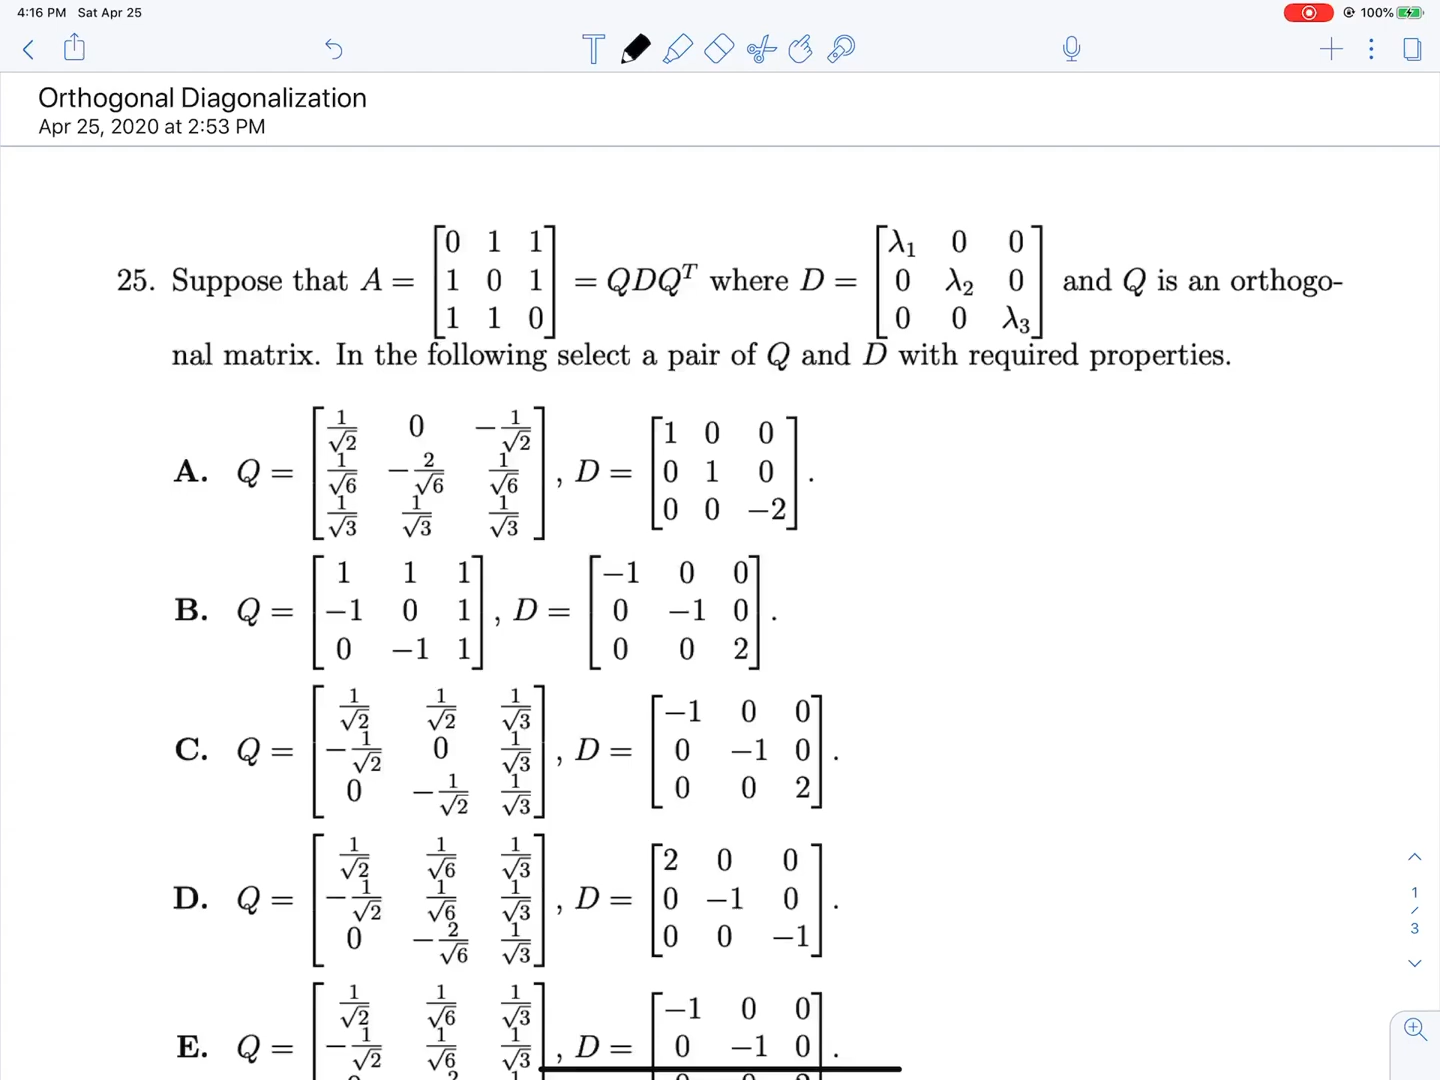 4:16 PM Sat Apr 25
100%
Orthogonal Diagonalization
Apr 25, 2020 at 2:53 PM
25. Suppose that A = [0 1 1; 1 0 1; 1 1 0] = QDQ^T where D = [λ₁ 0 0; 0 λ₂ 0; 0 0 λ₃] and Q is an orthogo-
nal matrix. In the following select a pair of Q and D with required properties.
A. Q = [1/√2 0 −1/√2; 1/√6 −2/√6 1/√6; 1/√3 1/√3 1/√3], D = [1 0 0; 0 1 0; 0 0 −2].
B. Q = [1 1 1; −1 0 1; 0 −1 1], D = [−1 0 0; 0 −1 0; 0 0 2].
C. Q = [1/√2 1/√2 1/√3; −1/√2 0 1/√3; 0 −1/√2 1/√3], D = [−1 0 0; 0 −1 0; 0 0 2].
D. Q = [1/√2 1/√6 1/√3; −1/√2 1/√6 1/√3; 0 −2/√6 1/√3], D = [2 0 0; 0 −1 0; 0 0 −1].
E. Q = [1/√2 1/√6 1/√3; −1/√2 1/√6 1/√3;, D = [−1 0 0; 0 −1 0;.
1
/
3